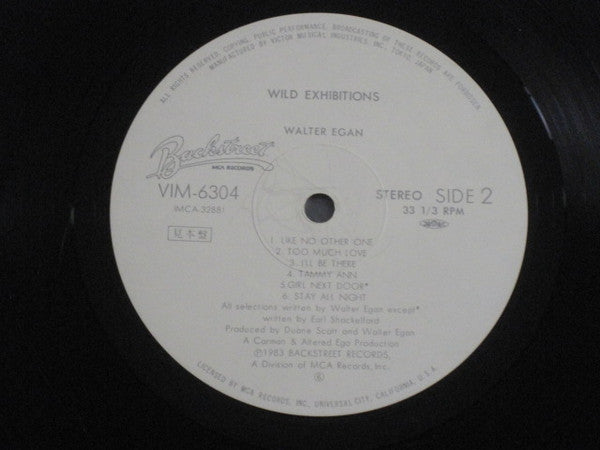 ALL RIGHTS RESERVED. COPYING, PUBLIC PERFORMANCE, BROADCASTING OF THESE RECORDS ARE FORBIDDEN
MANUFACTURED BY VICTOR MUSICAL INDUSTRIES, INC. TOKYO, JAPAN
WILD EXHIBITIONS
WALTER EGAN
Backstreet
MCA RECORDS
VIM-6304
(MCA-32881
見本盤
STEREO SIDE 2
33 1/3 RPM
1. LIKE NO OTHER ONE
2. TOO MUCH LOVE
3. I'LL BE THERE
4. TAMMY ANN
5.GIRL NEXT DOOR*
6. STAY ALL NIGHT
All selections written by Walter Egan except*
written by Earl Shackelford
Produced by Duane Scott and Walter Egan
A Carman & Altered Ego Production
Ⓟ1983 BACKSTREET RECORDS,
A Division of MCA Records, Inc.
LICENSED BY MCA RECORDS, INC., UNIVERSAL CITY, CALIFORNIA, U.S.A.